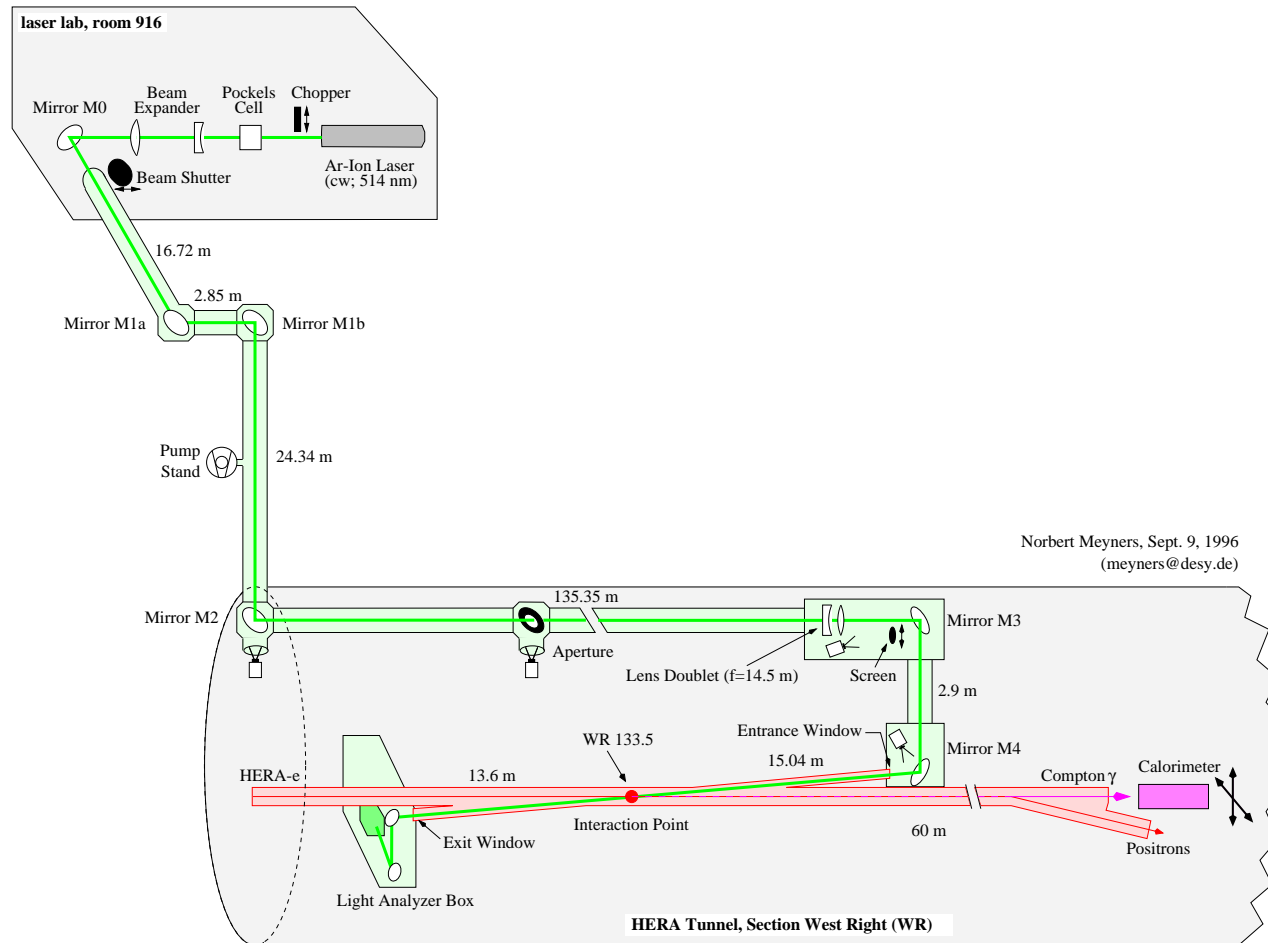 laser lab, room 916
Beam
Expander
Pockels
Cell
Chopper
Mirror M0
Ar-Ion Laser
(cw; 514 nm)
Beam Shutter
16.72 m
2.85 m
Mirror M1a
Mirror M1b
Pump
Stand
24.34 m
Norbert Meyners, Sept. 9, 1996
(meyners@desy.de)
135.35 m
Mirror M2
Mirror M3
Aperture
Lens Doublet (f=14.5 m)
Screen
2.9 m
Entrance Window
WR 133.5
15.04 m
Mirror M4
HERA-e
13.6 m
Compton γ
Calorimeter
Interaction Point
60 m
Exit Window
Positrons
Light Analyzer Box
HERA Tunnel, Section West Right (WR)